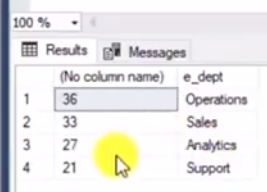 100 %
Results Messages
(No column name) e_dept
1 36 Operations
2 33 Sales
3 27 Analytics
4 21 Support